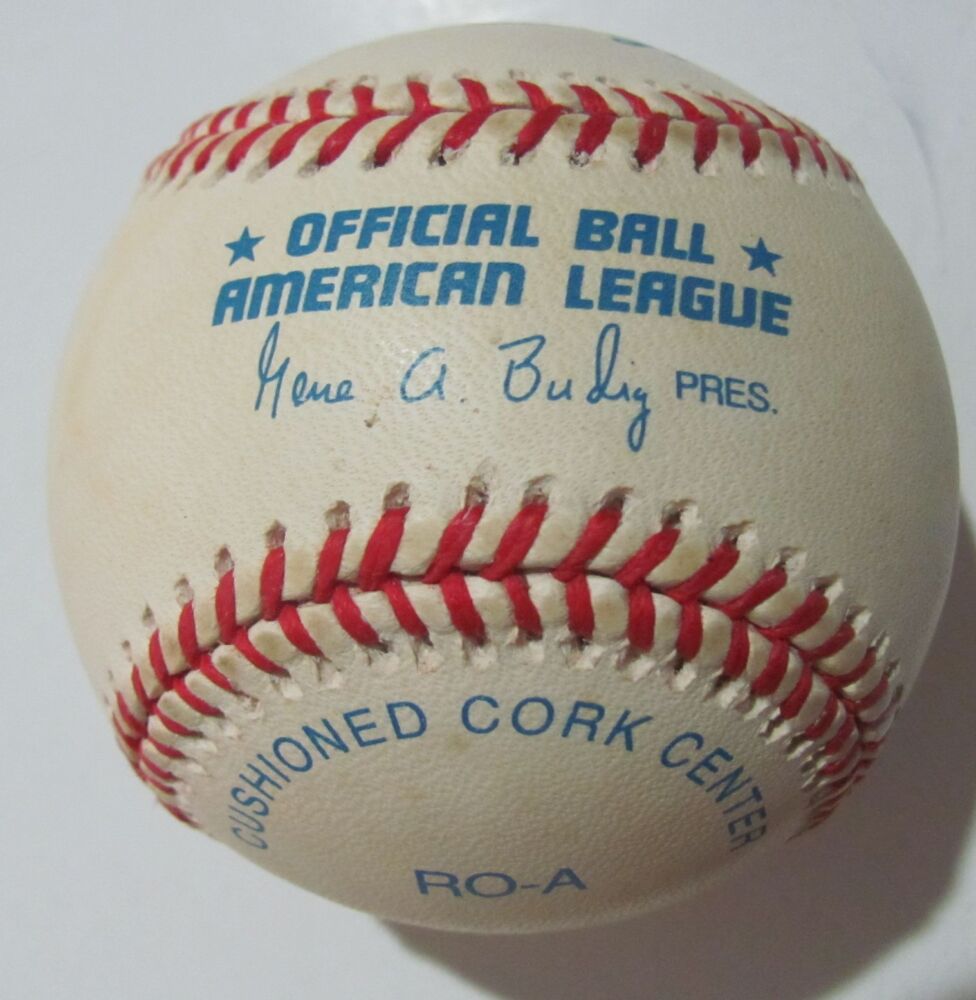 ★ OFFICIAL BALL ★
AMERICAN LEAGUE
Gene A. Budig PRES.
CUSHIONED CORK CENTER
RO-A